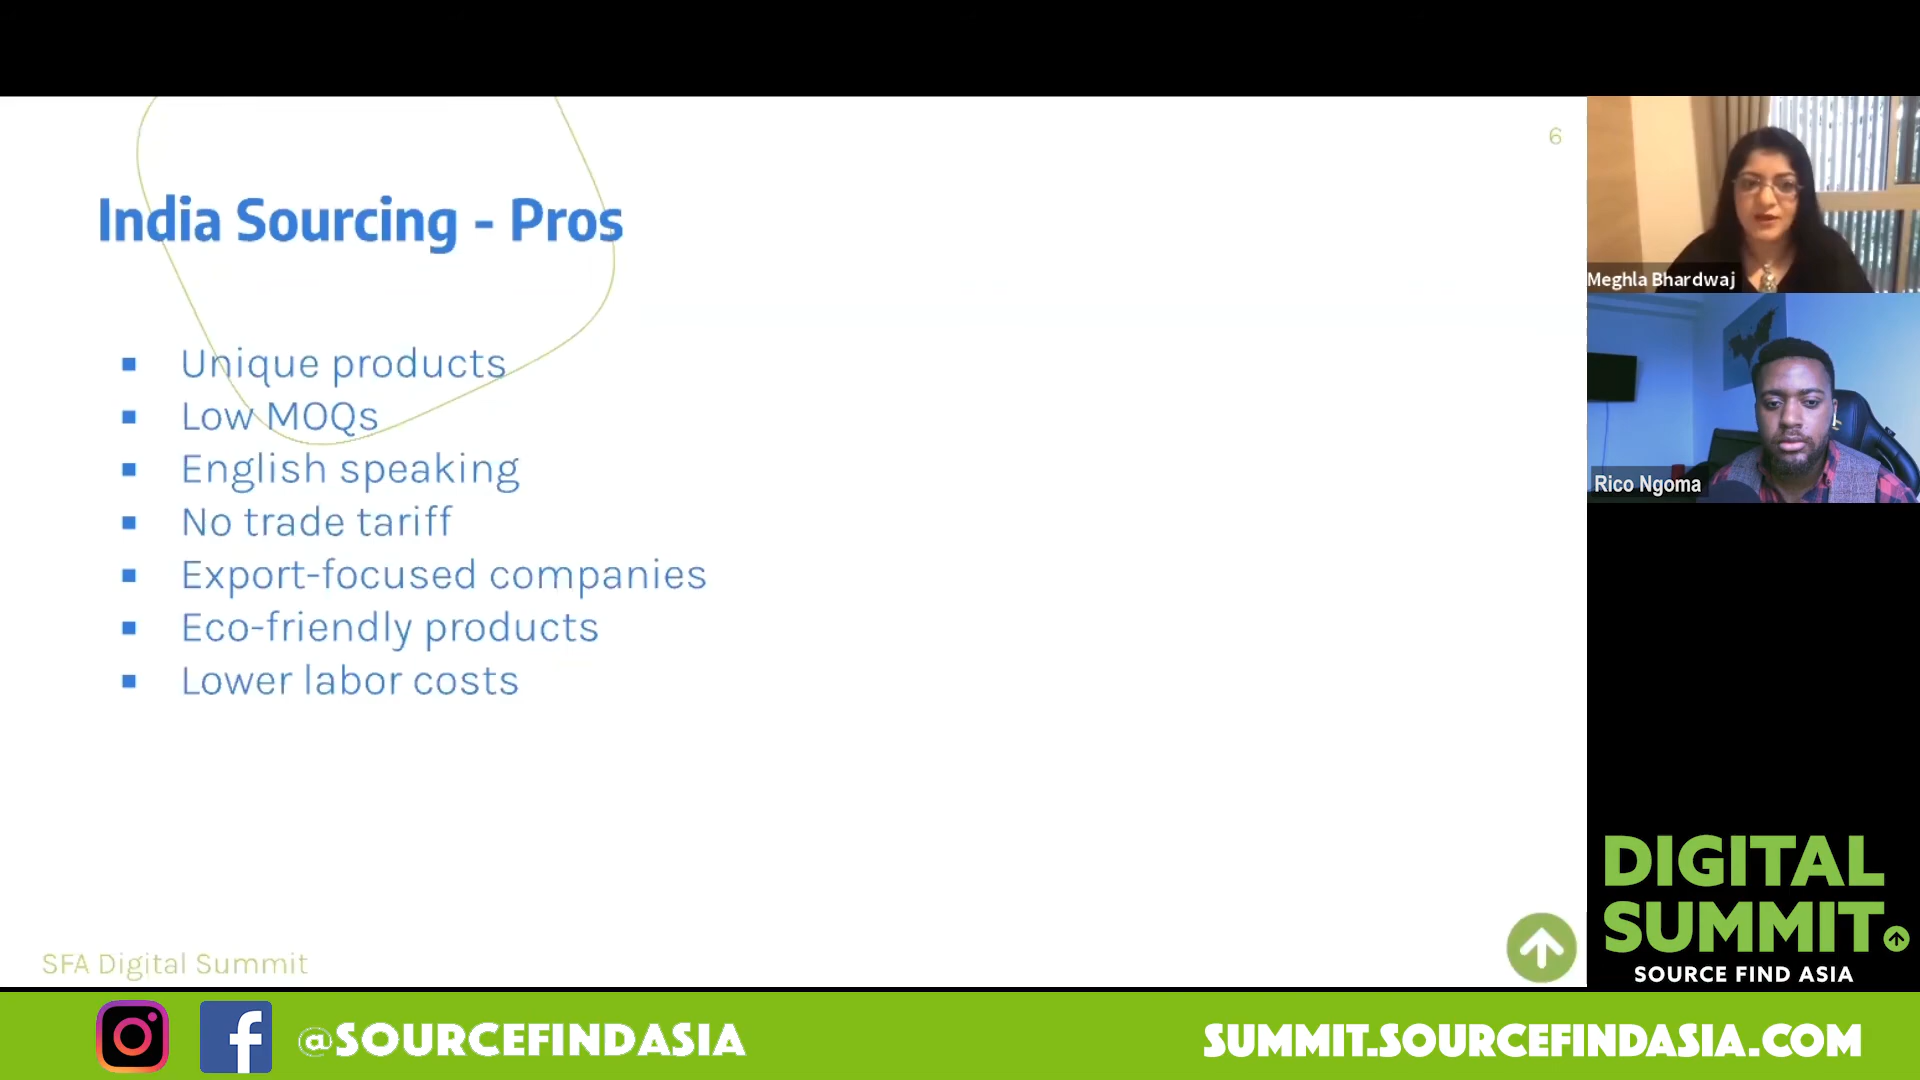 6
India Sourcing - Pros
Unique products
Low MOQs
English speaking
No trade tariff
Export-focused companies
Eco-friendly products
Lower labor costs
SFA Digital Summit
Meghla Bhardwaj
Rico Ngoma
DIGITAL
SUMMIT
SOURCE FIND ASIA
@SOURCEFINDASIA
SUMMIT.SOURCEFINDASIA.COM